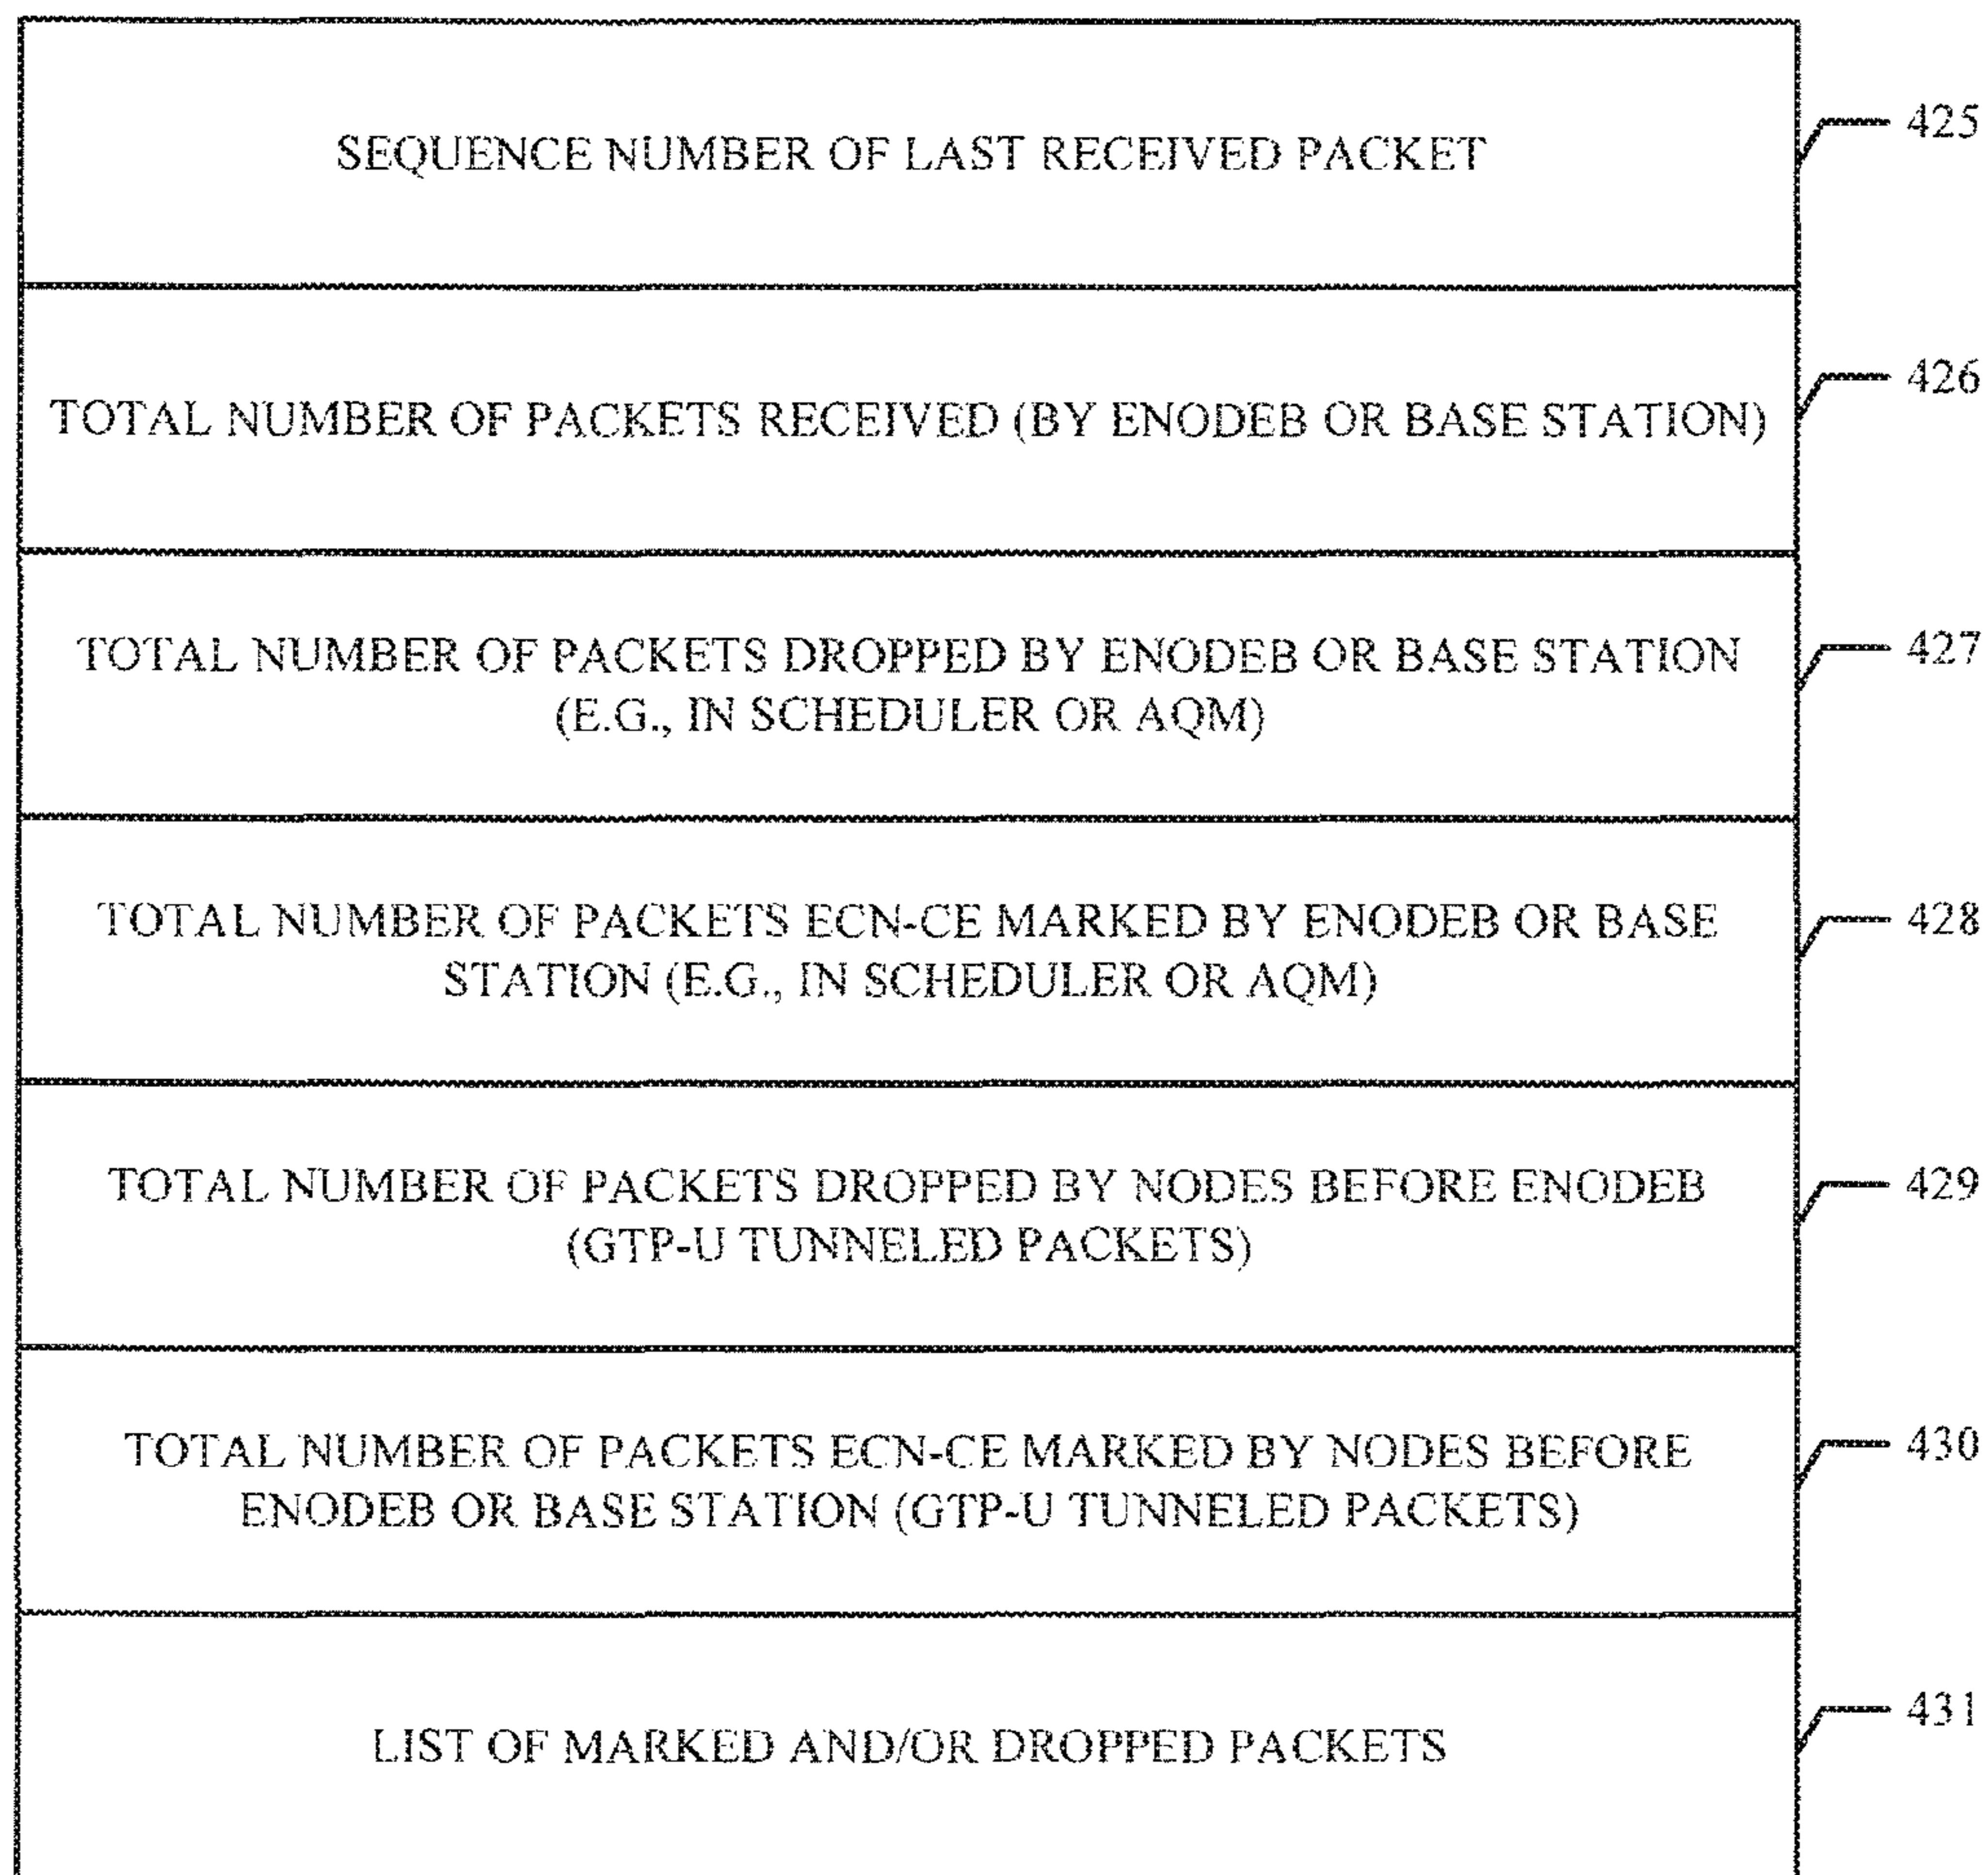 SEQUENCE NUMBER OF LAST RECEIVED PACKET
425
TOTAL NUMBER OF PACKETS RECEIVED (BY ENODEB OR BASE STATION)
426
TOTAL NUMBER OF PACKETS DROPPED BY ENODEB OR BASE STATION
(E.G., IN SCHEDULER OR AQM)
427
TOTAL NUMBER OF PACKETS ECN-CE MARKED BY ENODEB OR BASE
STATION (E.G., IN SCHEDULER OR AQM)
428
TOTAL NUMBER OF PACKETS DROPPED BY NODES BEFORE ENODEB
(GTP-U TUNNELED PACKETS)
429
TOTAL NUMBER OF PACKETS ECN-CE MARKED BY NODES BEFORE
ENODEB OR BASE STATION (GTP-U TUNNELED PACKETS)
430
LIST OF MARKED AND/OR DROPPED PACKETS
431